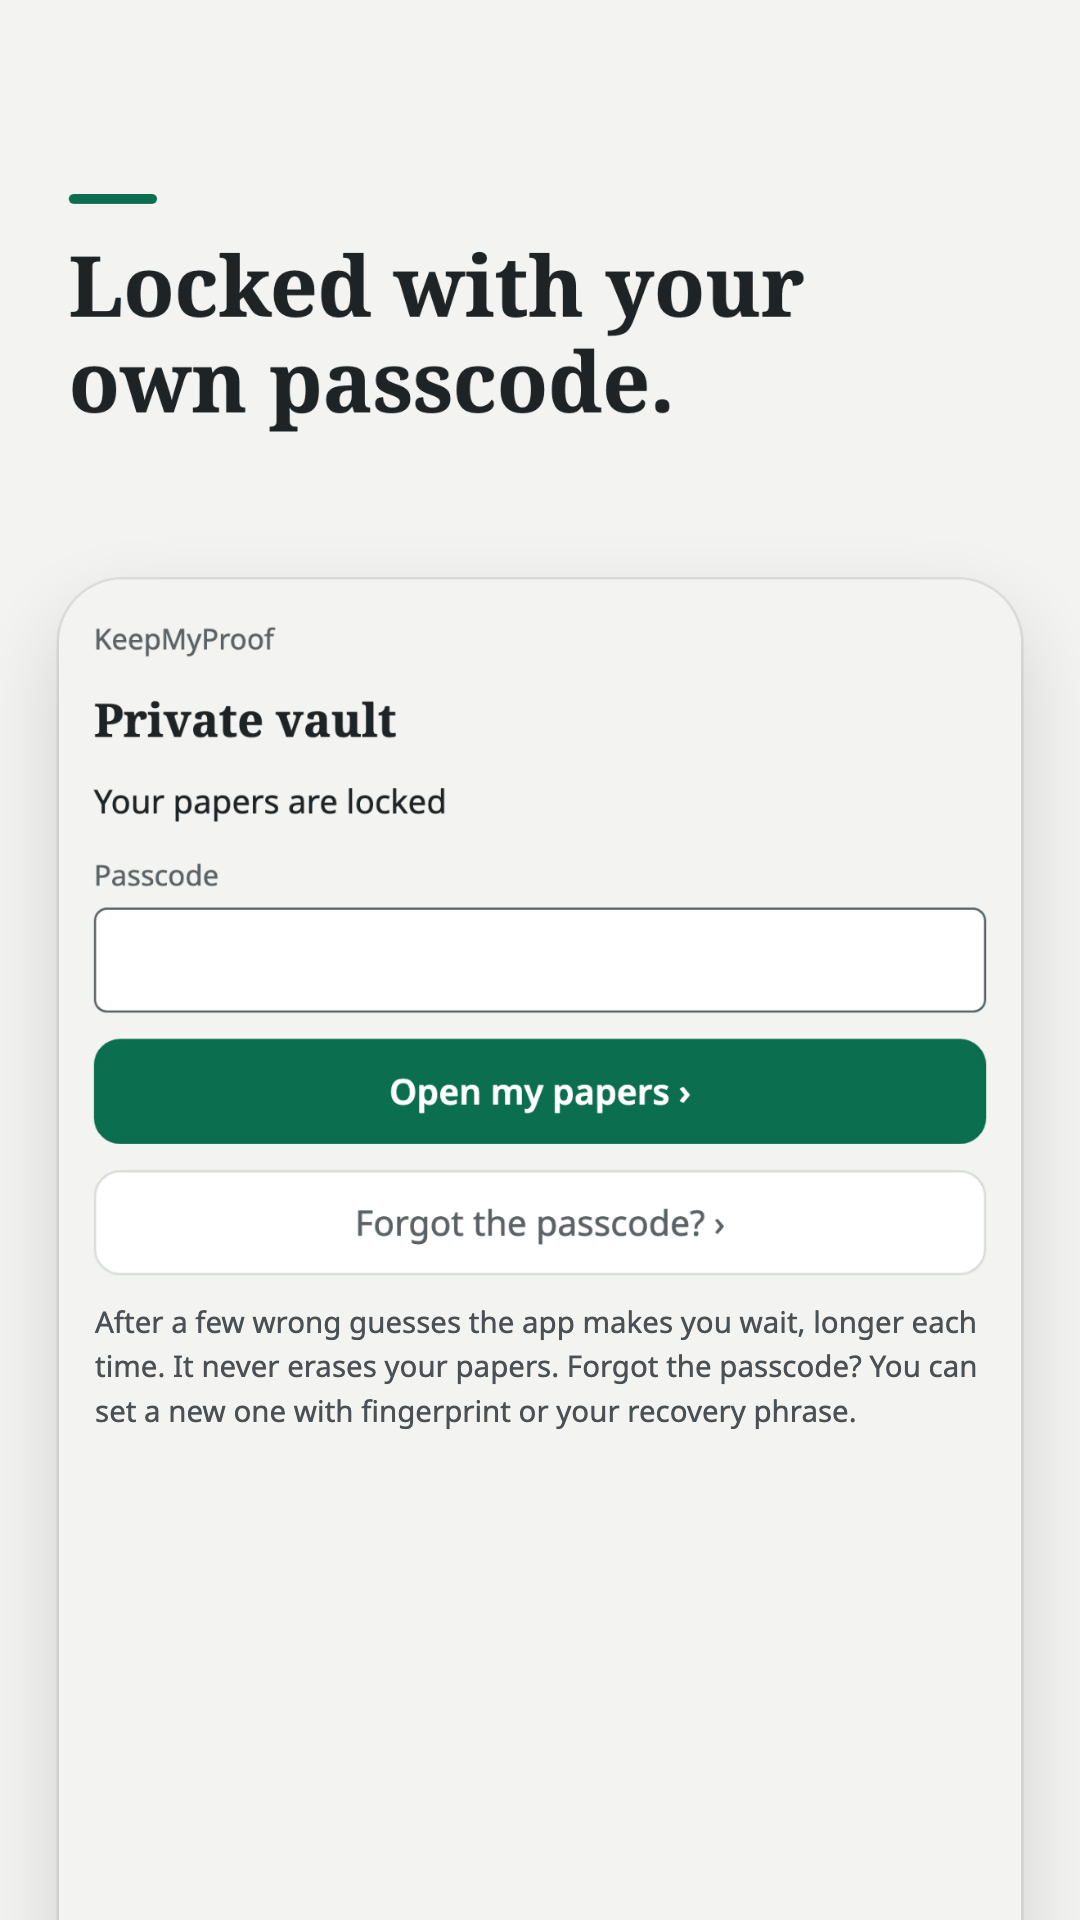 Locked with your
own passcode.
KeepMyProof
Private vault
Your papers are locked
Passcode
Open my papers ›
Forgot the passcode? ›
After a few wrong guesses the app makes you wait, longer each
time. It never erases your papers. Forgot the passcode? You can
set a new one with fingerprint or your recovery phrase.